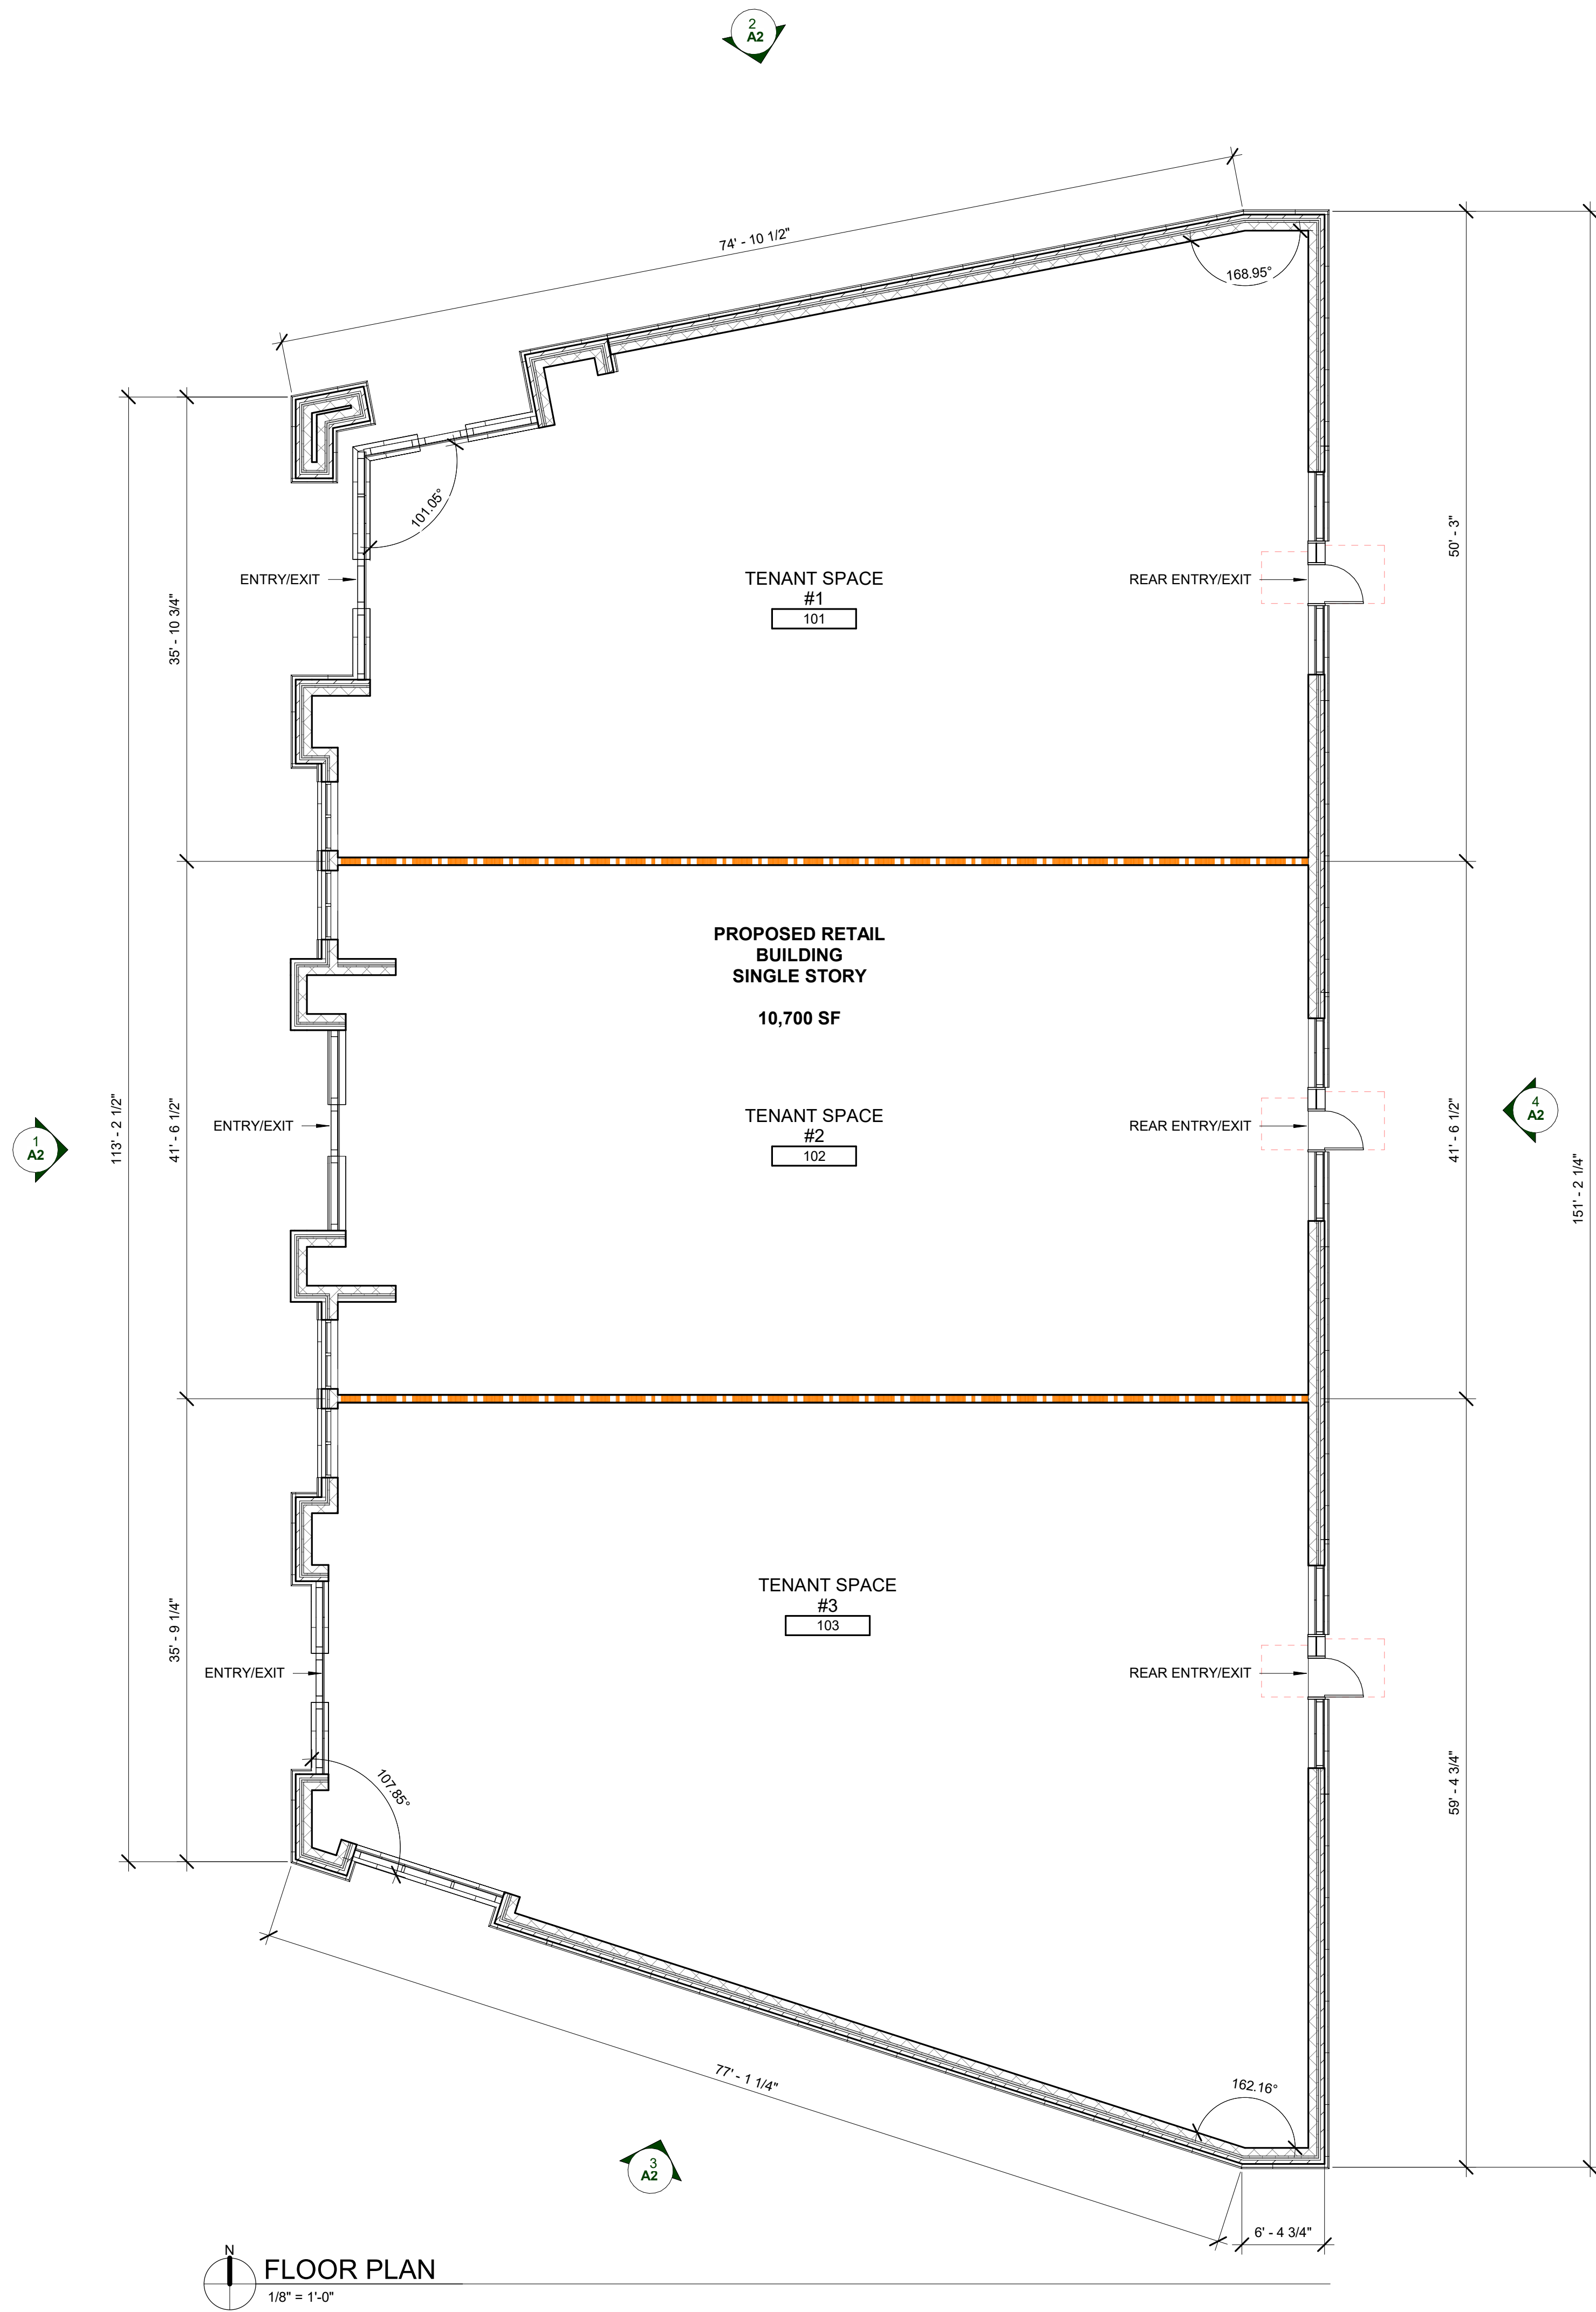 2
A2
74' - 10 1/2"
168.95°
101.05°
ENTRY/EXIT
TENANT SPACE
#1
101
REAR ENTRY/EXIT
50' - 3"
35' - 10 3/4"
PROPOSED RETAIL
BUILDING
SINGLE STORY
10,700 SF
1
A2
113' - 2 1/2"
41' - 6 1/2"
ENTRY/EXIT
TENANT SPACE
#2
102
REAR ENTRY/EXIT
41' - 6 1/2"
4
A2
151' - 2 1/4"
TENANT SPACE
#3
103
35' - 9 1/4"
ENTRY/EXIT
REAR ENTRY/EXIT
107.85°
59' - 4 3/4"
77' - 1 1/4"
162.16°
3
A2
6' - 4 3/4"
N
FLOOR PLAN
1/8" = 1'-0"